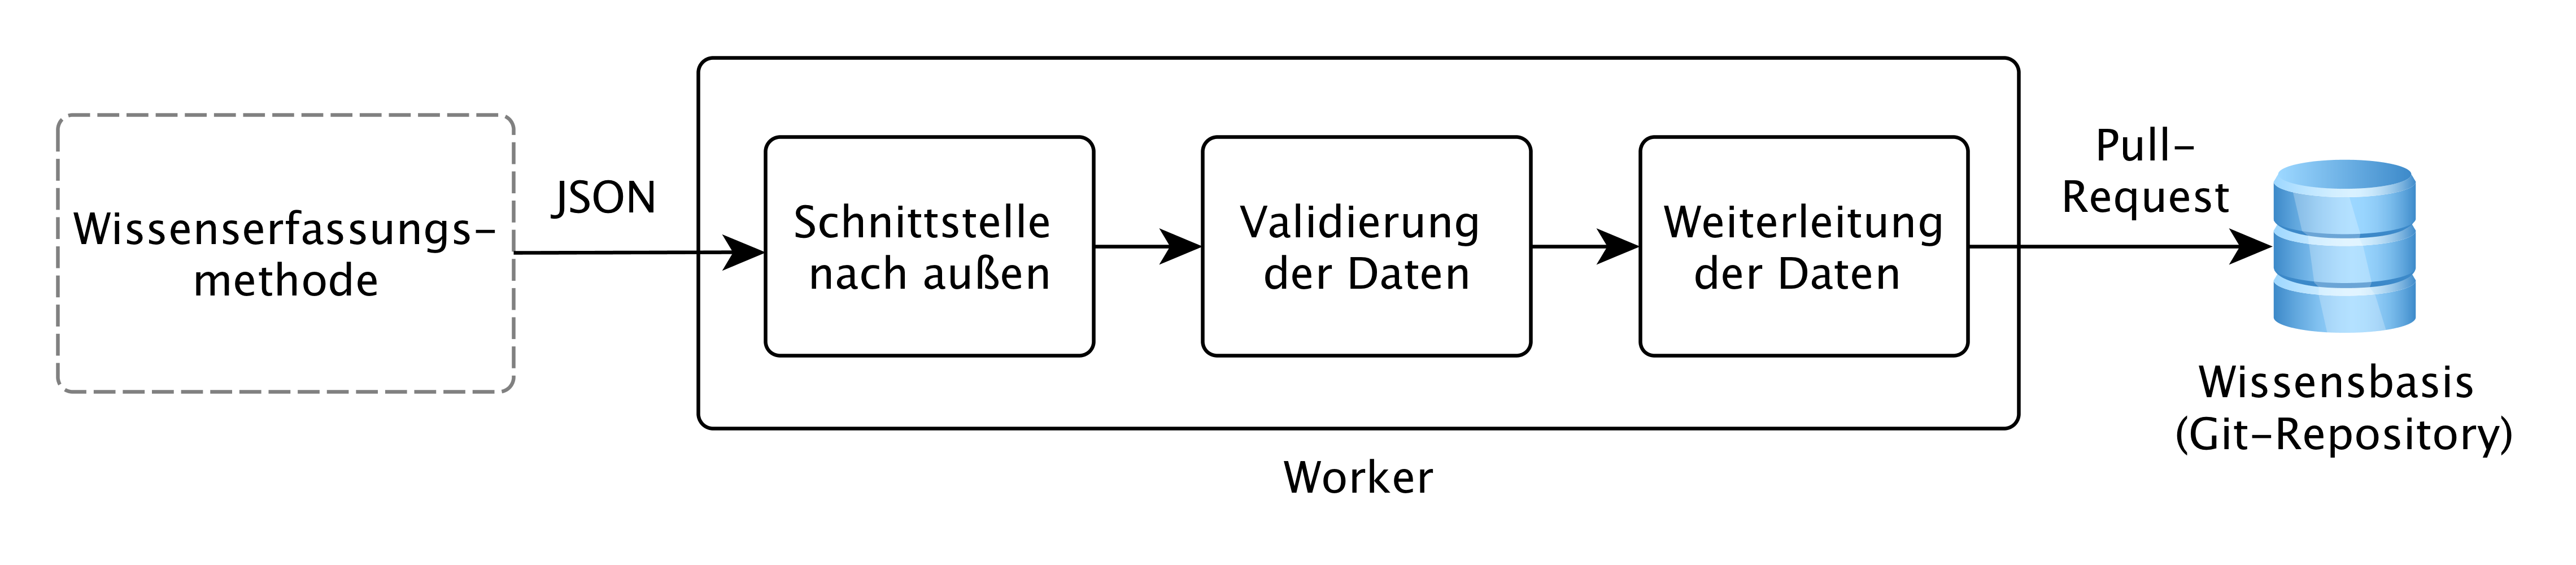 Wissenserfassungs-
methode
JSON
Schnittstelle
nach außen
Validierung
der Daten
Weiterleitung
der Daten
Worker
Pull-
Request
Wissensbasis
(Git-Repository)